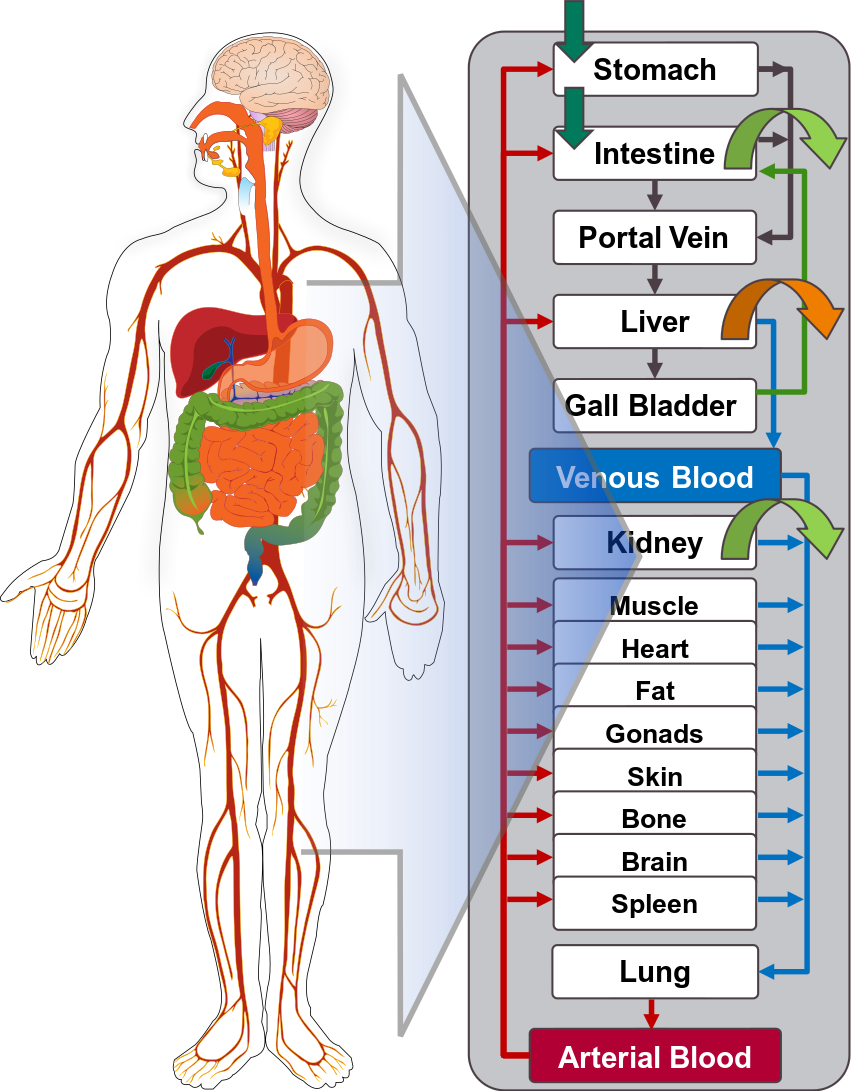 Stomach
Intestine
Portal Vein
Liver
Gall Bladder
Venous Blood
Kidney
Muscle
Heart
Fat
Gonads
Skin
Bone
Brain
Spleen
Lung
Arterial Blood